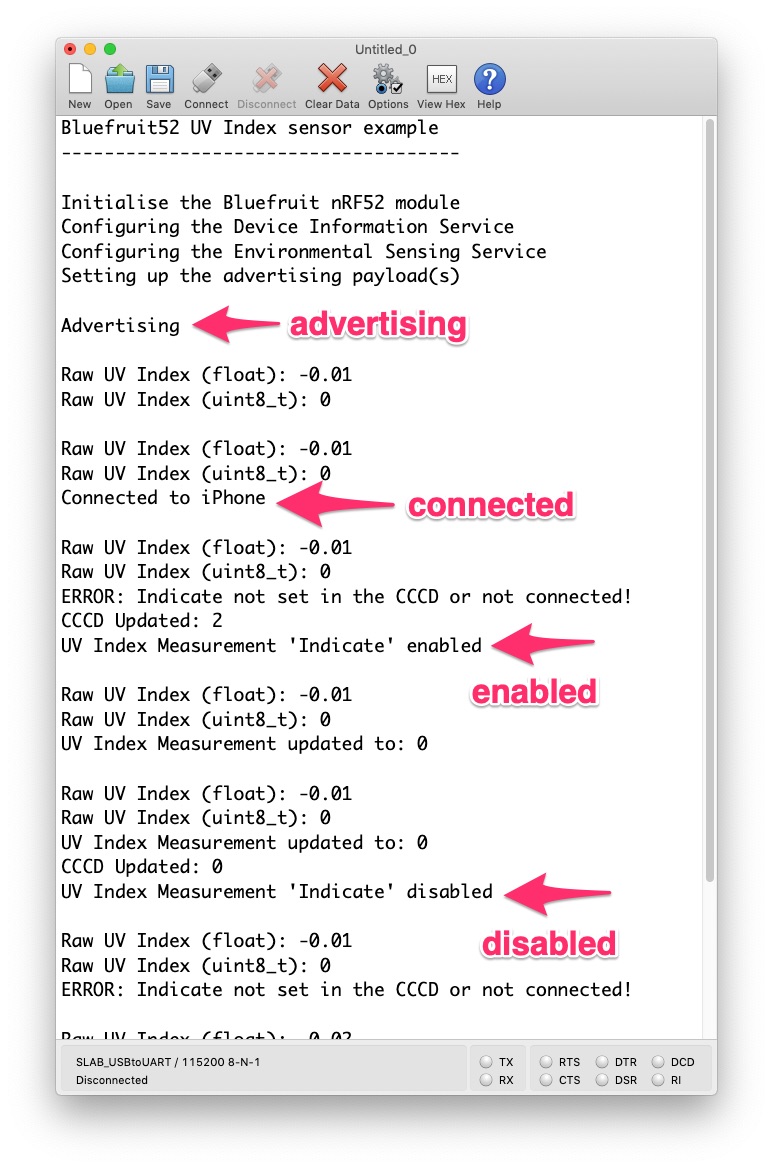 Untitled_0
New Open Save Connect Disconnect Clear Data Options View Hex Help
HEX
Bluefruit52 UV Index sensor example
-------------------------------------
Initialise the Bluefruit nRF52 module
Configuring the Device Information Service
Configuring the Environmental Sensing Service
Setting up the advertising payload(s)
Advertising advertising
Raw UV Index (float): -0.01
Raw UV Index (uint8_t): 0
Raw UV Index (float): -0.01
Raw UV Index (uint8_t): 0
Connected to iPhone connected
Raw UV Index (float): -0.01
Raw UV Index (uint8_t): 0
ERROR: Indicate not set in the CCCD or not connected!
CCCD Updated: 2
UV Index Measurement 'Indicate' enabled
enabled
Raw UV Index (float): -0.01
Raw UV Index (uint8_t): 0
UV Index Measurement updated to: 0
Raw UV Index (float): -0.01
Raw UV Index (uint8_t): 0
UV Index Measurement updated to: 0
CCCD Updated: 0
UV Index Measurement 'Indicate' disabled
disabled
Raw UV Index (float): -0.01
Raw UV Index (uint8_t): 0
ERROR: Indicate not set in the CCCD or not connected!
Raw UV Index (float): -0.02
SLAB_USBtoUART / 115200 8-N-1
Disconnected
TX RTS DTR DCD
RX CTS DSR RI